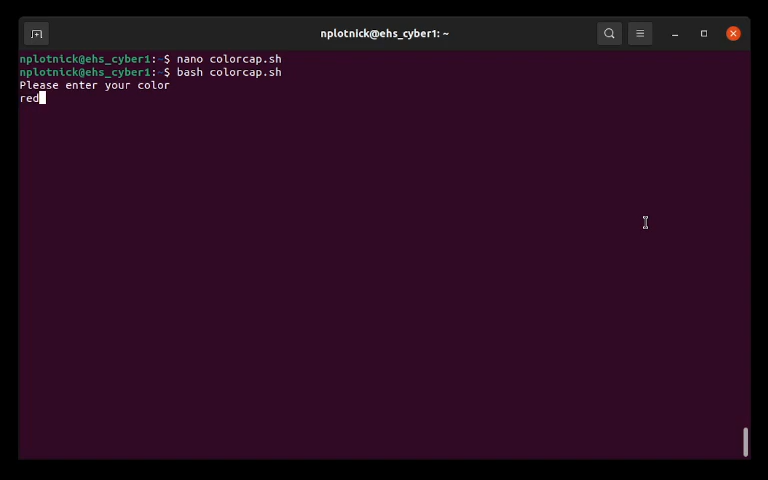 nplotnick@ehs_cyber1: ~
nplotnick@ehs_cyber1:~$ nano colorcap.sh
nplotnick@ehs_cyber1:~$ bash colorcap.sh
Please enter your color
red